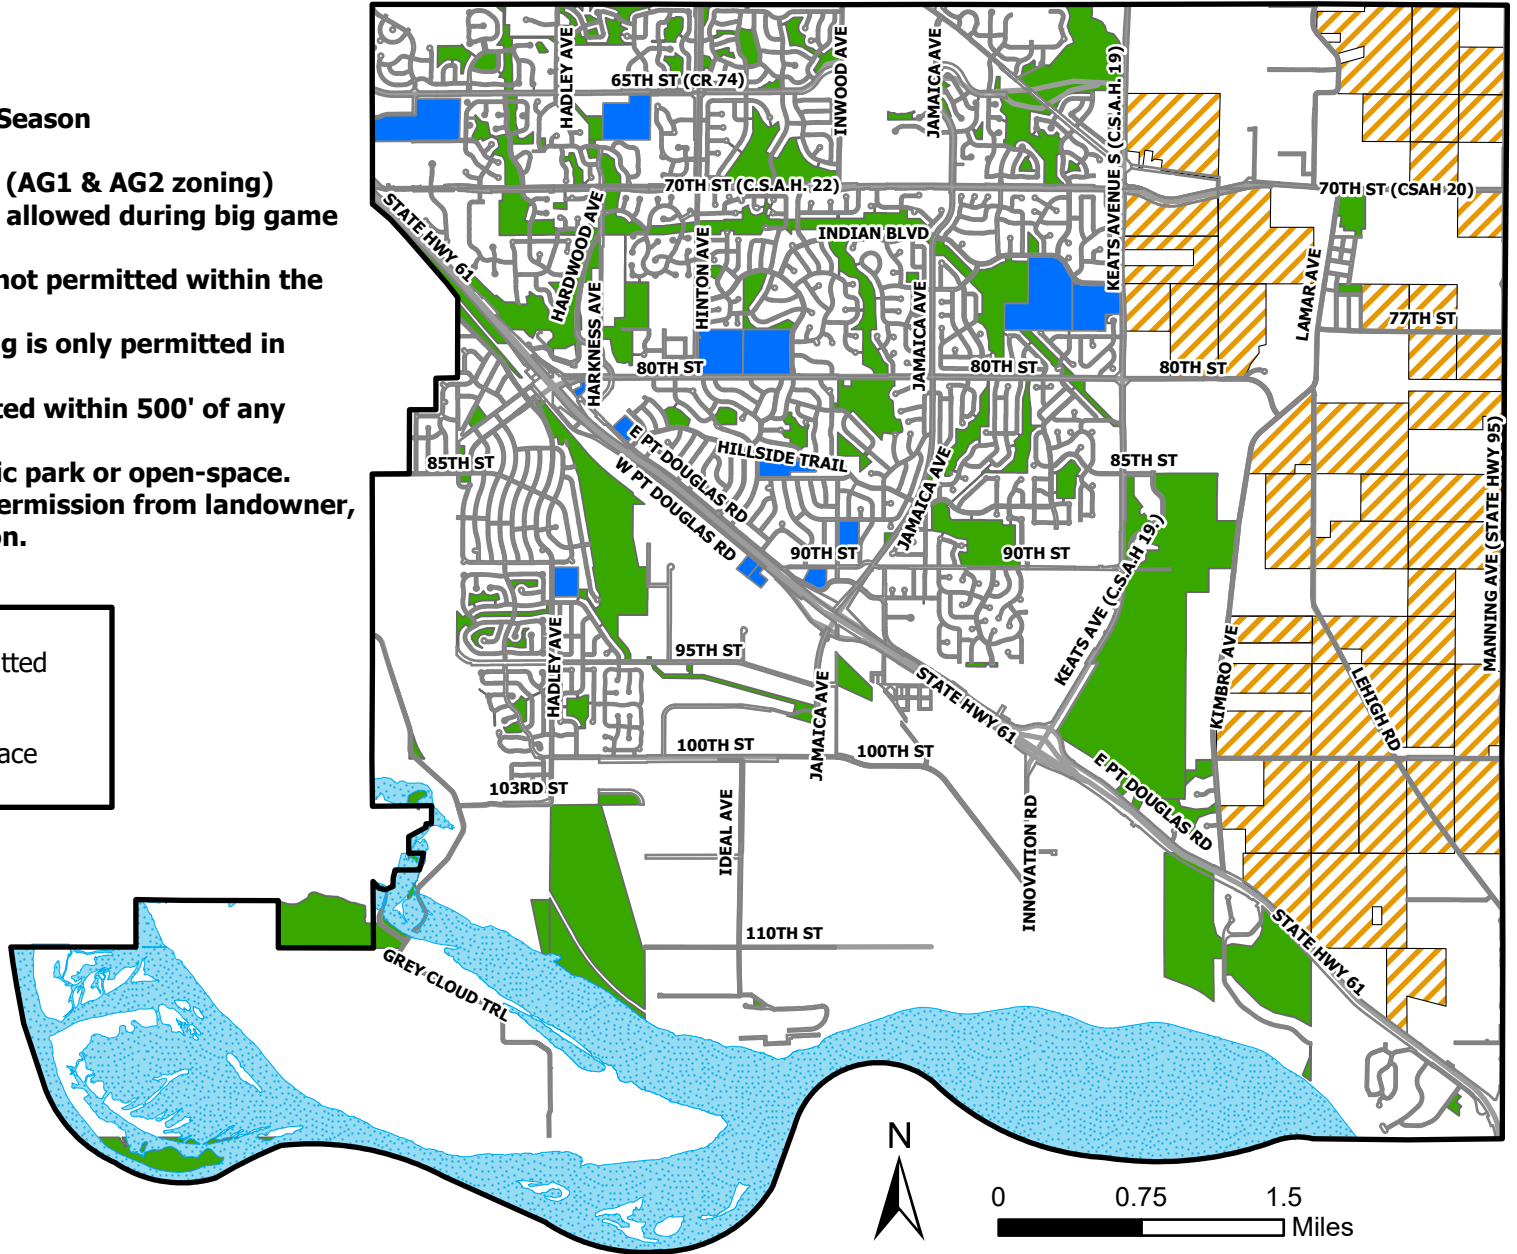 Season
(AG1 & AG2 zoning)
allowed during big game
not permitted within the
g is only permitted in
ted within 500' of any
ic park or open-space.
ermission from landowner,
on.
tted
ace
HADLEY AVE
65TH ST (CR 74)
INWOOD AVE
JAMAICA AVE
KEATS AVENUE S (C.S.A.H. 19)
70TH ST (C.S.A.H. 22)
70TH ST (CSAH 20)
STATE HWY 61
HARDWOOD AVE
HINTON AVE
INDIAN BLVD
HARKNESS AVE
JAMAICA AVE
LAMAR AVE
77TH ST
80TH ST
80TH ST
80TH ST
85TH ST
E PT DOUGLAS RD
W PT DOUGLAS RD
HILLSIDE TRAIL
JAMAICA AVE
85TH ST
MANNING AVE (STATE HWY 95)
90TH ST
90TH ST
KEATS AVE (C.S.A.H 19.)
HADLEY AVE
95TH ST
JAMAICA AVE
STATE HWY 61
KIMBRO AVE
LEHIGH RD
100TH ST
100TH ST
103RD ST
IDEAL AVE
INNOVATION RD
E PT DOUGLAS RD
110TH ST
STATE HWY 61
GREY CLOUD TRL
N
0 0.75 1.5
Miles